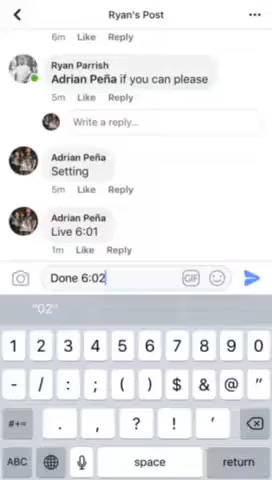 Ryan's Post
6m Like Reply
Ryan Parrish
Adrian Peña if you can please
5m Like Reply
Write a reply...
Adrian Peña
Setting
5m Like Reply
Adrian Peña
Live 6:01
1m Like Reply
Done 6:02
GIF
"02"
1 2 3 4 5 6 7 8 9 0
- / : ; ( ) $ & @ "
#+= . , ? ! '
ABC space return